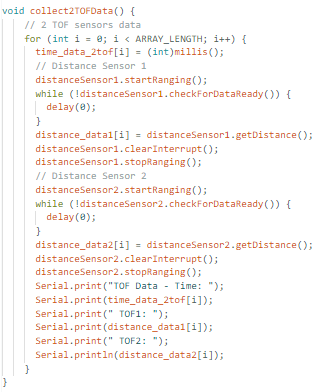 void collect2TOFData() {
// 2 TOF sensors data
for (int i = 0; i < ARRAY_LENGTH; i++) {
time_data_2tof[i] = (int)millis();
// Distance Sensor 1
distanceSensor1.startRanging();
while (!distanceSensor1.checkForDataReady()) {
delay(0);
}
distance_data1[i] = distanceSensor1.getDistance();
distanceSensor1.clearInterrupt();
distanceSensor1.stopRanging();
// Distance Sensor 2
distanceSensor2.startRanging();
while (!distanceSensor2.checkForDataReady()) {
delay(0);
}
distance_data2[i] = distanceSensor2.getDistance();
distanceSensor2.clearInterrupt();
distanceSensor2.stopRanging();
Serial.print("TOF Data - Time: ");
Serial.print(time_data_2tof[i]);
Serial.print(" TOF1: ");
Serial.print(distance_data1[i]);
Serial.print(" TOF2: ");
Serial.println(distance_data2[i]);
}
}